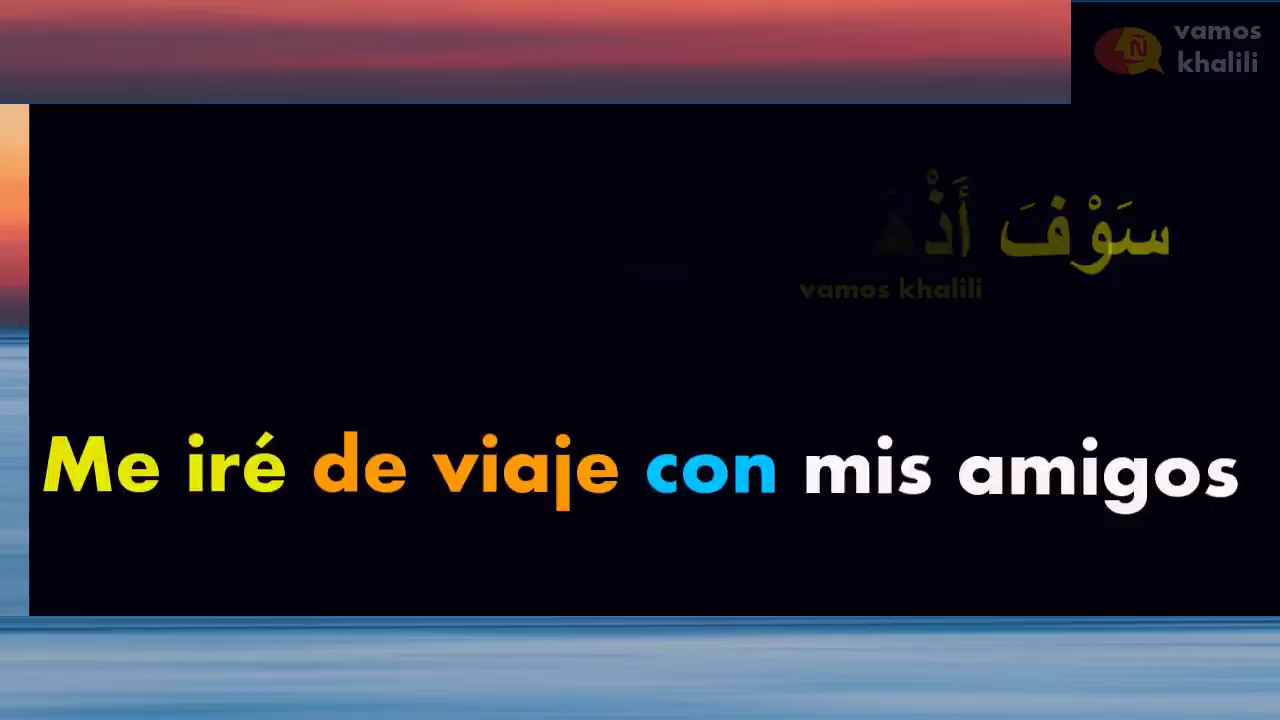 vamos
khalili
سَوْفَ
vamos khalili
Me iré de viaje con mis amigos